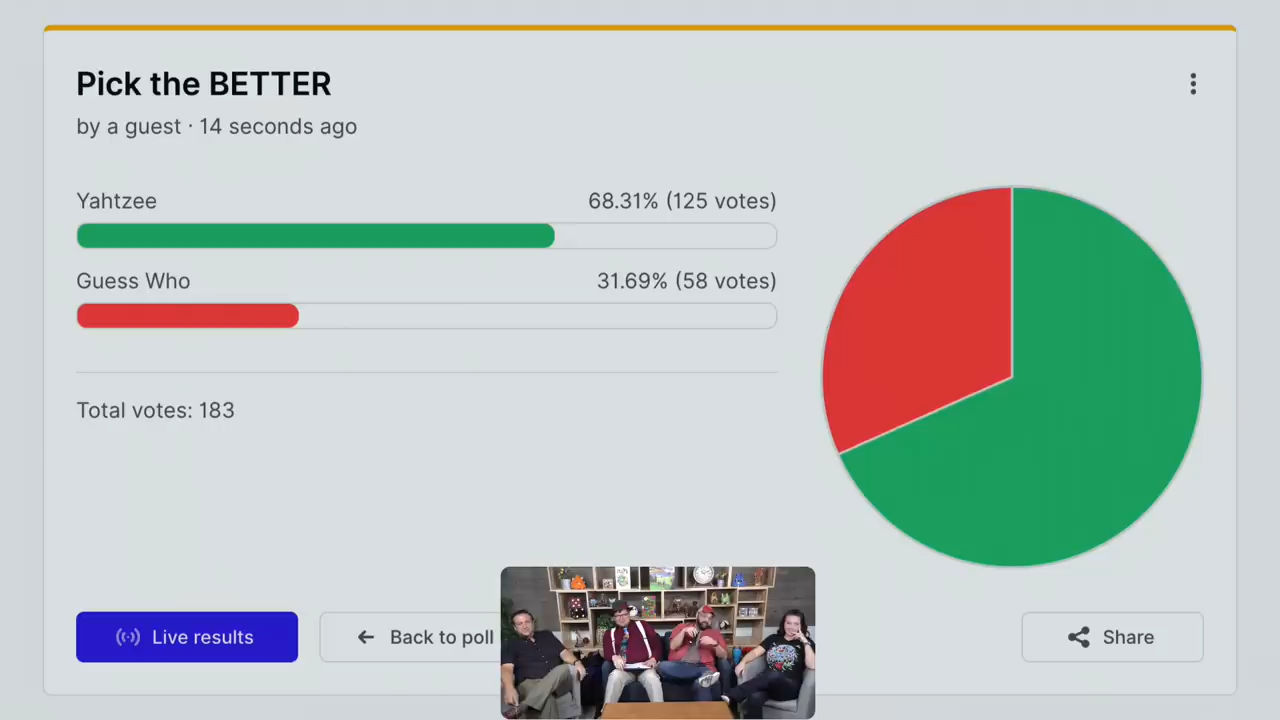 Pick the BETTER
by a guest · 14 seconds ago
Yahtzee 68.31% (125 votes)
Guess Who 31.69% (58 votes)
Total votes: 183
Live results
Back to poll
Share